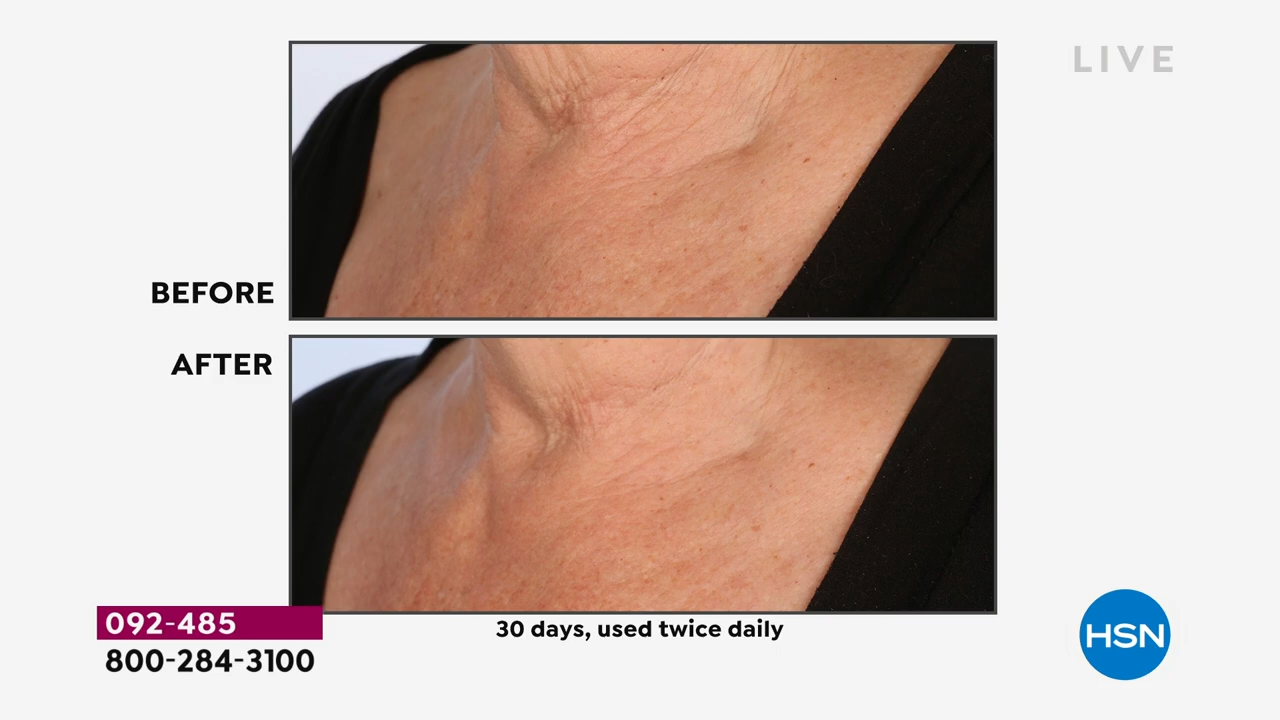 LIVE
BEFORE
AFTER
092-485
800-284-3100
30 days, used twice daily
HSN